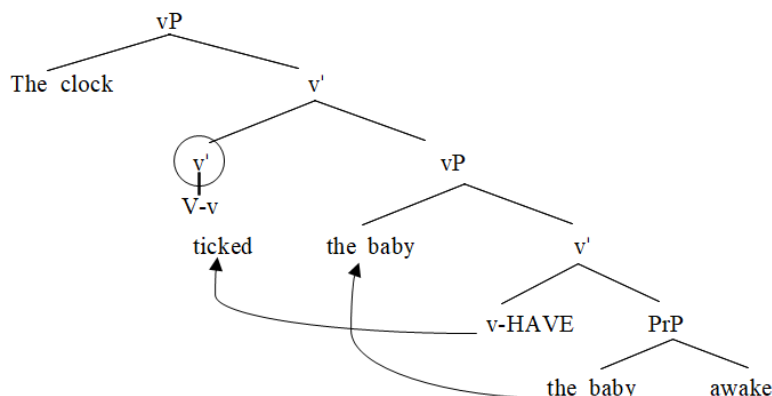 vP
The clock v'
v' vP
V-v
ticked the baby v'
v-HAVE PrP
the baby awake